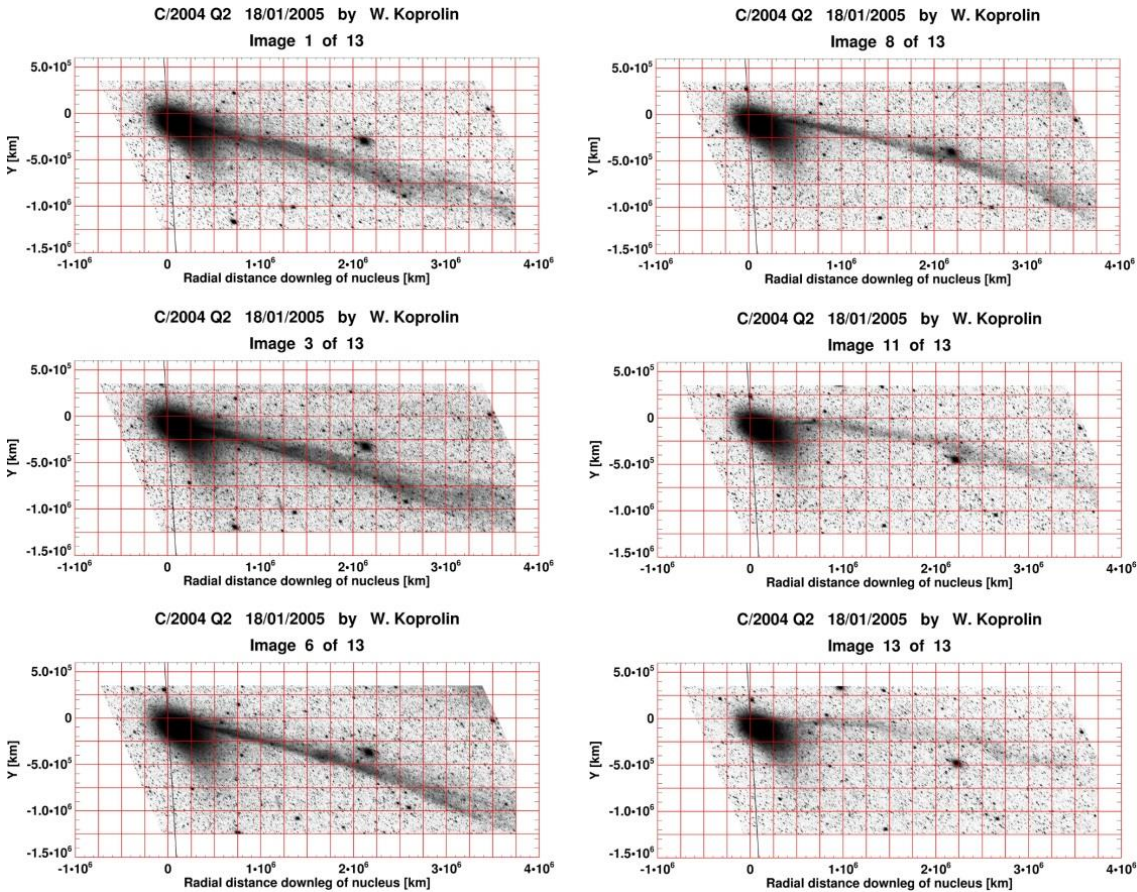 C/2004 Q2 18/01/2005 by W. Koprolin
Image 1 of 13
5.0•10⁵
0
-5.0•10⁵
-1.0•10⁶
-1.5•10⁶
Y [km]
-1•10⁶ 0 1•10⁶ 2•10⁶ 3•10⁶ 4•10⁶
Radial distance downleg of nucleus [km]
C/2004 Q2 18/01/2005 by W. Koprolin
Image 3 of 13
5.0•10⁵
0
-5.0•10⁵
-1.0•10⁶
-1.5•10⁶
Y [km]
-1•10⁶ 0 1•10⁶ 2•10⁶ 3•10⁶ 4•10⁶
Radial distance downleg of nucleus [km]
C/2004 Q2 18/01/2005 by W. Koprolin
Image 6 of 13
5.0•10⁵
0
-5.0•10⁵
-1.0•10⁶
-1.5•10⁶
Y [km]
-1•10⁶ 0 1•10⁶ 2•10⁶ 3•10⁶ 4•10⁶
Radial distance downleg of nucleus [km]
C/2004 Q2 18/01/2005 by W. Koprolin
Image 8 of 13
5.0•10⁵
0
-5.0•10⁵
-1.0•10⁶
-1.5•10⁶
Y [km]
-1•10⁶ 0 1•10⁶ 2•10⁶ 3•10⁶ 4•10⁶
Radial distance downleg of nucleus [km]
C/2004 Q2 18/01/2005 by W. Koprolin
Image 11 of 13
5.0•10⁵
0
-5.0•10⁵
-1.0•10⁶
-1.5•10⁶
Y [km]
-1•10⁶ 0 1•10⁶ 2•10⁶ 3•10⁶ 4•10⁶
Radial distance downleg of nucleus [km]
C/2004 Q2 18/01/2005 by W. Koprolin
Image 13 of 13
5.0•10⁵
0
-5.0•10⁵
-1.0•10⁶
-1.5•10⁶
Y [km]
-1•10⁶ 0 1•10⁶ 2•10⁶ 3•10⁶ 4•10⁶
Radial distance downleg of nucleus [km]